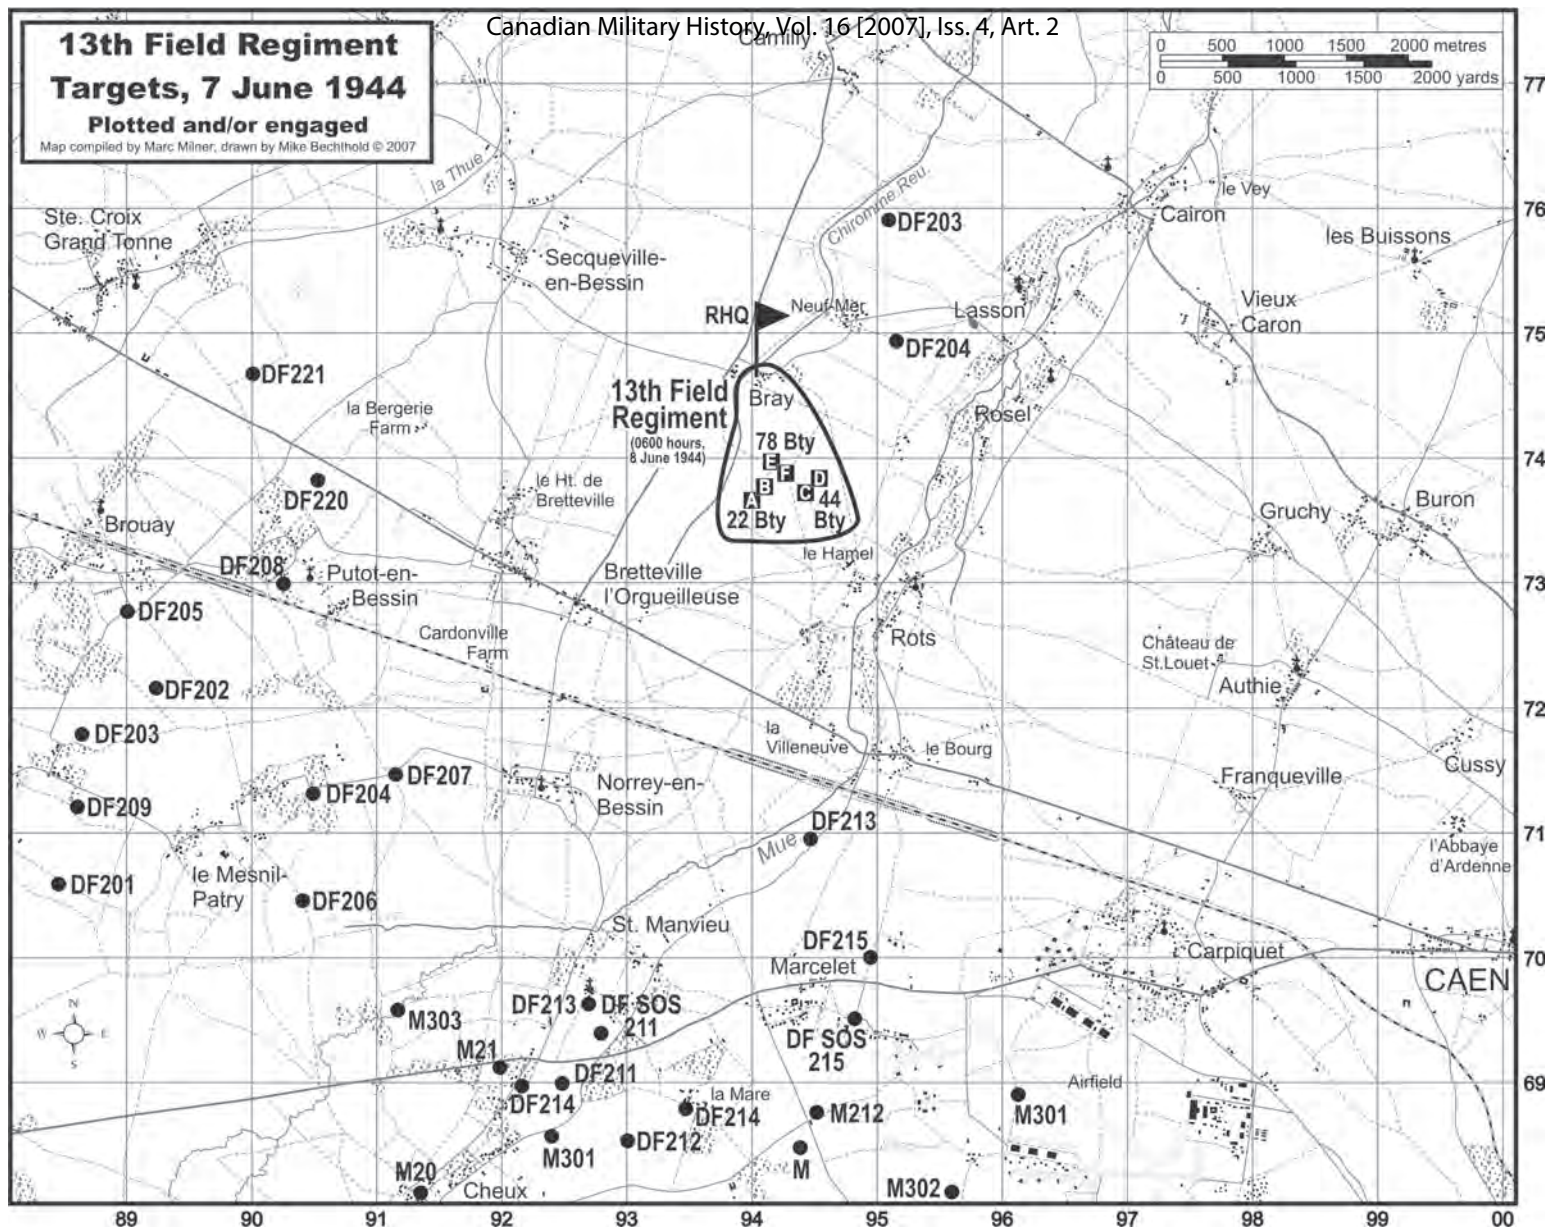 Canadian Military History, Vol. 16 [2007], Iss. 4, Art. 2
13th Field Regiment
Targets, 7 June 1944
Plotted and/or engaged
Map compiled by Marc Milner, drawn by Mike Bechthold © 2007
0 500 1000 1500 2000 metres
0 500 1000 1500 2000 yards
Camilly
77
la Thue
le Vey
76
Ste. Croix
Grand Tonne
Cairon
DF203
Chiromine Reu.
les Buissons
Secqueville-
en-Bessin
RHQ
Neuf-Mer
Lasson
Vieux
Caron
75
DF204
DF221
13th Field
Regiment
(0600 hours,
8 June 1944)
Bray
la Bergerie
Farm
Rosel
78 Bty
74
E
F
D
B
C
A
44
Bty
22 Bty
DF220
le Ht. de
Bretteville
Buron
Gruchy
Brouay
le Hamel
DF208
Putot-en-
Bessin
Bretteville
l'Orgueilleuse
73
DF205
Cardonville
Farm
Rots
Château de
St.Louet
Authie
DF202
72
DF203
la
Villeneuve
le Bourg
Cussy
Franqueville
DF207
DF204
Norrey-en-
Bessin
DF209
DF213
71
Mue
l'Abbaye
d'Ardenne
le Mesnil-
Patry
DF201
DF206
St. Manvieu
DF215
Marcelet
Carpiquet
70
CAEN
DF213
DF SOS
211
M303
DF SOS
215
N
W
E
S
M21
DF211
69
DF214
la Mare
DF214
Airfield
M212
M301
M301
DF212
M
M20
Cheux
M302
89 90 91 92 93 94 95 96 97 98 99 00